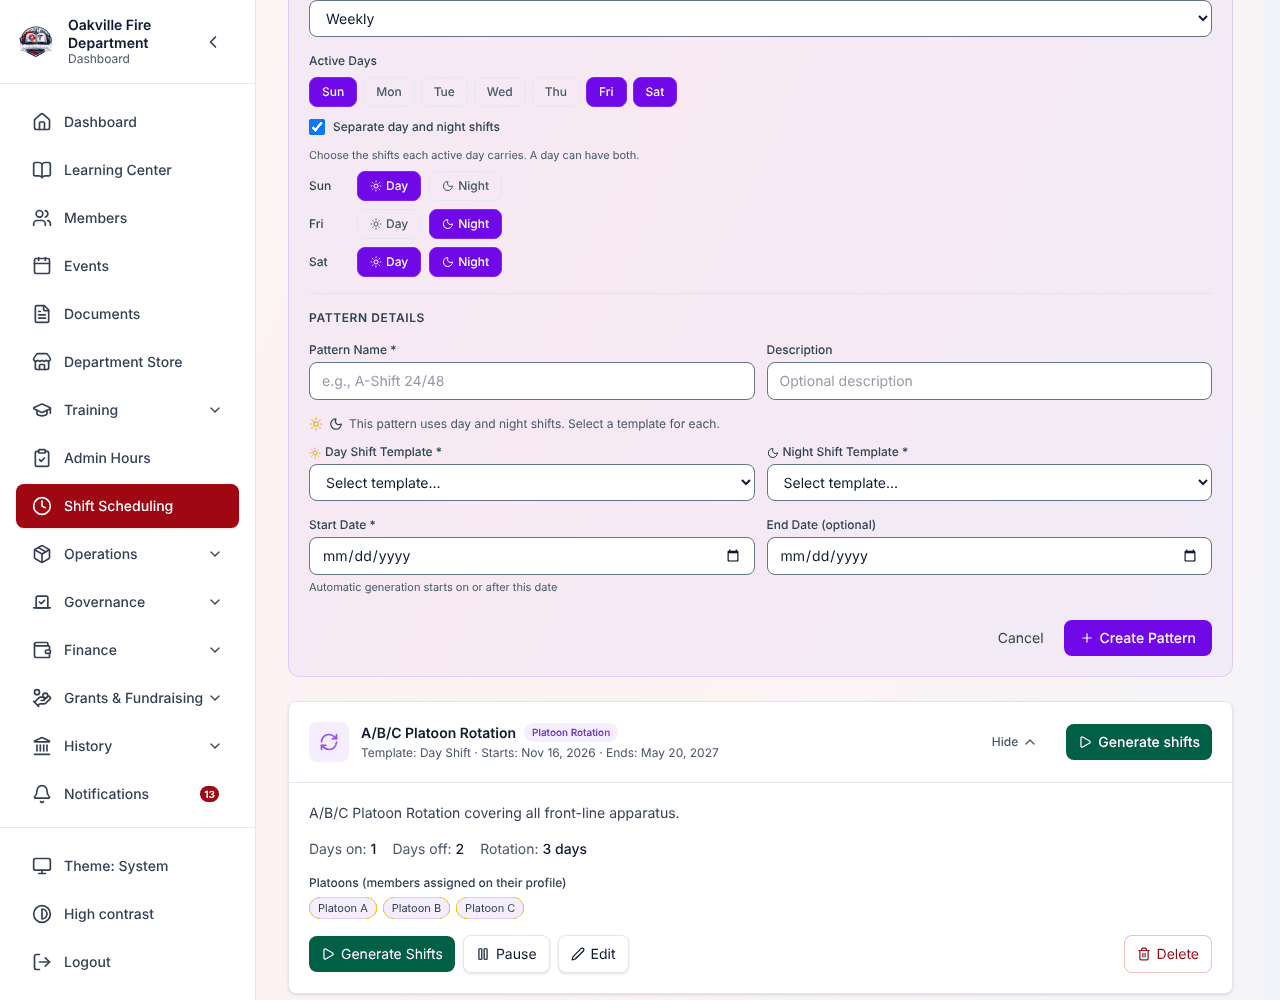 Oakville Fire
Department
Dashboard
Dashboard
Learning Center
Members
Events
Documents
Department Store
Training
Admin Hours
Shift Scheduling
Operations
Governance
Finance
Grants & Fundraising
History
Notifications 13
Theme: System
High contrast
Logout
Weekly
Active Days
Sun Mon Tue Wed Thu Fri Sat
Separate day and night shifts
Choose the shifts each active day carries. A day can have both.
Sun Day Night
Fri Day Night
Sat Day Night
PATTERN DETAILS
Pattern Name * Description
e.g., A-Shift 24/48 Optional description
This pattern uses day and night shifts. Select a template for each.
Day Shift Template * Night Shift Template *
Select template... Select template...
Start Date * End Date (optional)
mm/dd/yyyy mm/dd/yyyy
Automatic generation starts on or after this date
Cancel Create Pattern
A/B/C Platoon Rotation Platoon Rotation
Template: Day Shift · Starts: Nov 16, 2026 · Ends: May 20, 2027
Hide Generate shifts
A/B/C Platoon Rotation covering all front-line apparatus.
Days on: 1 Days off: 2 Rotation: 3 days
Platoons (members assigned on their profile)
Platoon A Platoon B Platoon C
Generate Shifts Pause Edit Delete